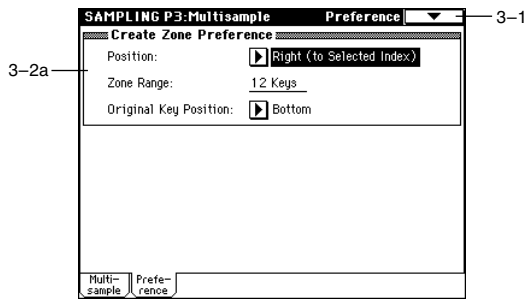 SAMPLING P3:Multisample Preference
3–1
Create Zone Preference
Position: Right (to Selected Index)
3–2a
Zone Range: 12 Keys
Original Key Position: Bottom
Multi– Prefe–
sample rence